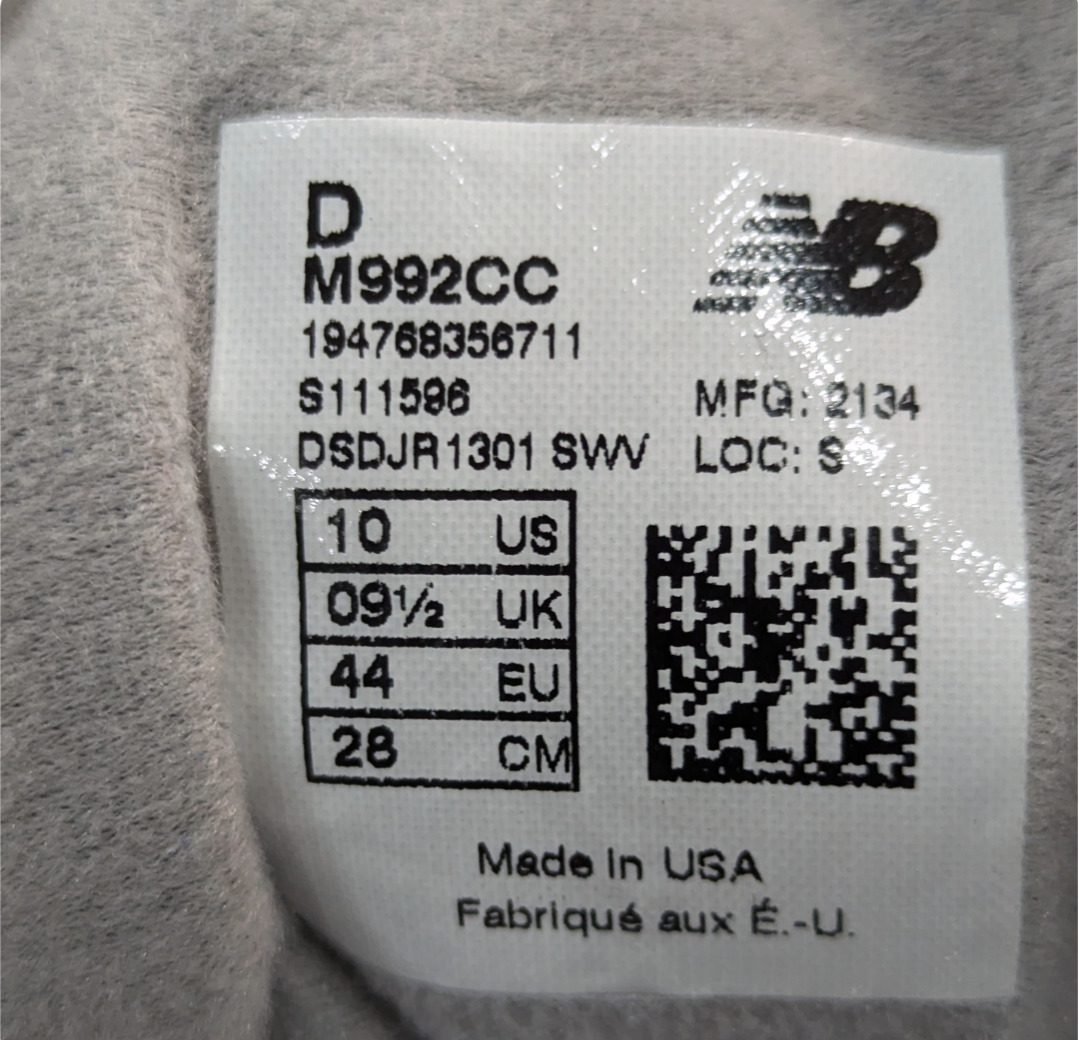 D
M992CC
194768356711
S111596
DSDJR1301 SWV
NB
MFG: 2134
LOC: S
10 US
09½ UK
44 EU
28 CM
Made in USA
Fabriqué aux É.-U.